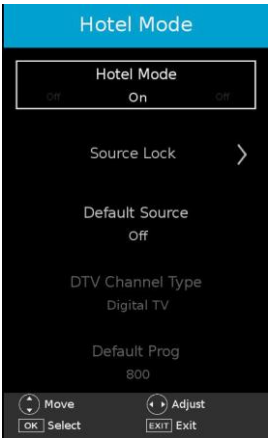 Hotel Mode
Hotel Mode
Off On Off
Source Lock
Default Source
Off
DTV Channel Type
Digital TV
Default Prog
800
Move Adjust
OK Select EXIT Exit